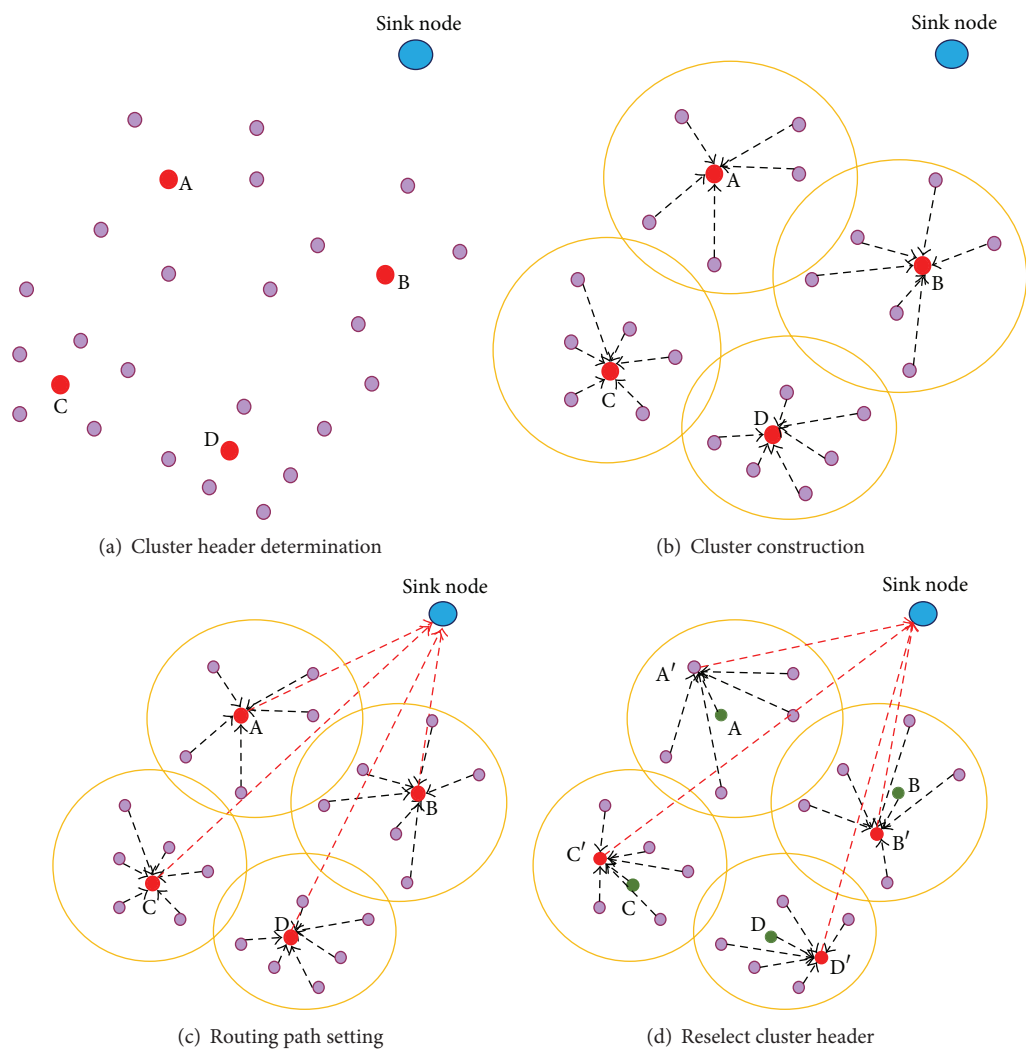 Sink node
Sink node
A
B
C
D
A
B
C
D
(a) Cluster header determination
(b) Cluster construction
Sink node
Sink node
A
B
C
D
A′
A
B
B′
C′
C
D
D′
(c) Routing path setting
(d) Reselect cluster header